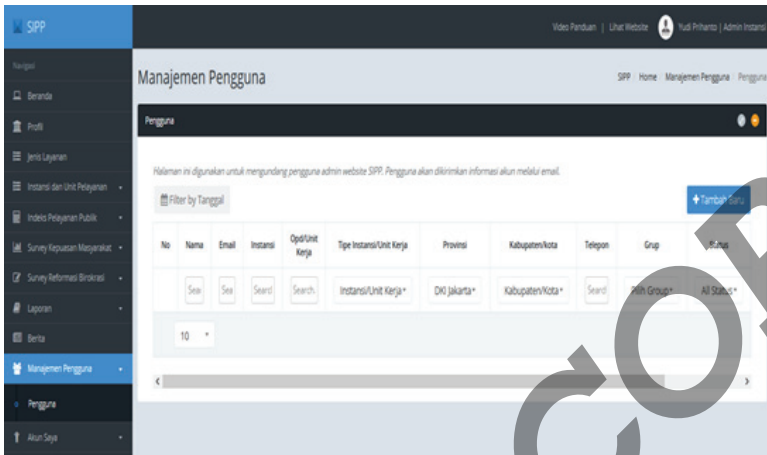 SIPP
Video Panduan | Lihat Website Yudi Prihanto | Admin Instansi
Navigasi
Beranda
Profil
Jenis Layanan
Instansi dan Unit Pelayanan
Indeks Pelayanan Publik
Survey Kepuasan Masyarakat
Survey Reformasi Birokrasi
Laporan
Berita
Manajemen Pengguna
Pengguna
Akun Saya
Manajemen Pengguna
SIPP Home Manajemen Pengguna Pengguna
Pengguna
Halaman ini digunakan untuk mengundang pengguna admin website SIPP. Pengguna akan dikirimkan informasi akun melalui email.
Filter by Tanggal
+ Tambah Baru
No Nama Email Instansi Opd/Unit Kerja Tipe Instansi/Unit Kerja Provinsi Kabupaten/kota Telepon Grup Status
Sea Sea Search Search. Instansi/Unit Kerja DKI Jakarta Kabupaten/Kota Search Pilih Group All Status
10
COP